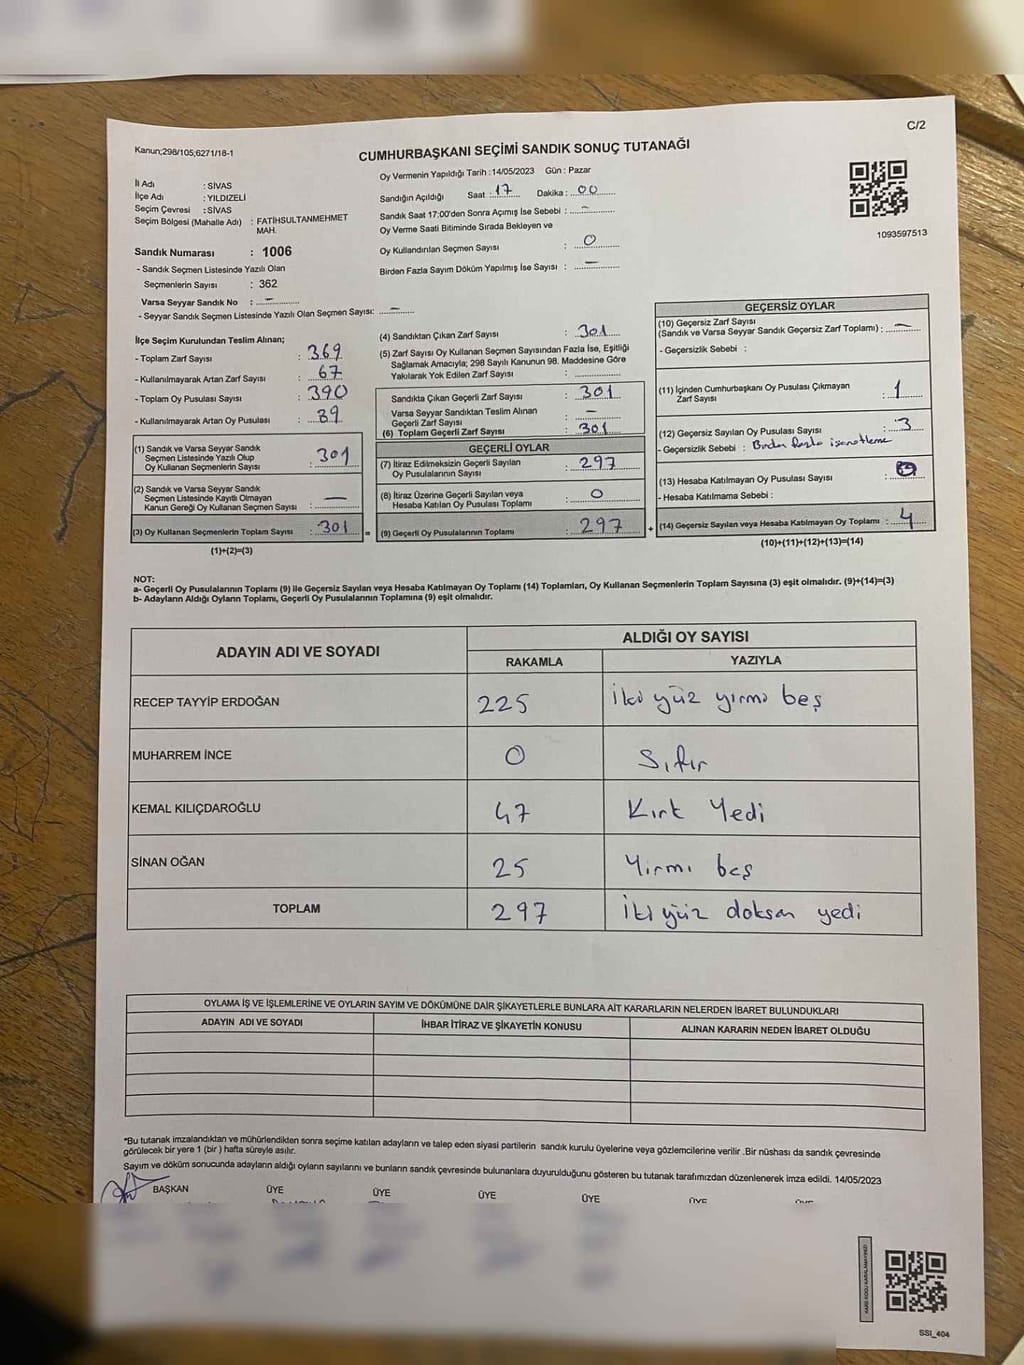 C/2
Kanun;298/105;6271/18-1
CUMHURBAŞKANI SEÇİMİ SANDIK SONUÇ TUTANAĞI
İl Adı : SİVAS
İlçe Adı : YILDIZELİ
Seçim Çevresi : SİVAS
Seçim Bölgesi (Mahalle Adı) : FATİHSULTANMEHMET
MAH.
Sandık Numarası : 1006
- Sandık Seçmen Listesinde Yazılı Olan
Seçmenlerin Sayısı : 362
Varsa Seyyar Sandık No : –
- Seyyar Sandık Seçmen Listesinde Yazılı Olan Seçmen Sayısı: –
Oy Vermenin Yapıldığı Tarih :14/05/2023 Gün : Pazar
Sandığın Açıldığı Saat : 17 Dakika : 00
Sandık Saat 17:00'den Sonra Açımış İse Sebebi : –
Oy Verme Saati Bitiminde Sırada Bekleyen ve
Oy Kullandırılan Seçmen Sayısı : 0
Birden Fazla Sayım Döküm Yapılmış İse Sayısı : –
1093597513
İlçe Seçim Kurulundan Teslim Alınan;
- Toplam Zarf Sayısı : 369
- Kullanılmayarak Artan Zarf Sayısı : 67
- Toplam Oy Pusulası Sayısı : 390
- Kullanılmayarak Artan Oy Pusulası : 89
(1) Sandık ve Varsa Seyyar Sandık
Seçmen Listesinde Yazılı Olup
Oy Kullanan Seçmenlerin Sayısı : 301
(2) Sandık ve Varsa Seyyar Sandık
Seçmen Listesinde Kayıtlı Olmayan
Kanun Gereği Oy Kullanan Seçmen Sayısı : –
(3) Oy Kullanan Seçmenlerin Toplam Sayısı : 301
(1)+(2)=(3)
(4) Sandıktan Çıkan Zarf Sayısı : 301
(5) Zarf Sayısı Oy Kullanan Seçmen Sayısından Fazla İse, Eşitliği
Sağlamak Amacıyla; 298 Sayılı Kanunun 98. Maddesine Göre
Yakılarak Yok Edilen Zarf Sayısı :
Sandıkta Çıkan Geçerli Zarf Sayısı : 301
Varsa Seyyar Sandıktan Teslim Alınan
Geçerli Zarf Sayısı : –
(6) Toplam Geçerli Zarf Sayısı : 301
GEÇERLİ OYLAR
(7) İtiraz Edilmeksizin Geçerli Sayılan
Oy Pusulalarının Sayısı : 297
(8) İtiraz Üzerine Geçerli Sayılan veya
Hesaba Katılan Oy Pusulası Toplamı : 0
= (9) Geçerli Oy Pusulalarının Toplamı : 297
GEÇERSİZ OYLAR
(10) Geçersiz Zarf Sayısı
(Sandık ve Varsa Seyyar Sandık Geçersiz Zarf Toplamı) : –
- Geçersizlik Sebebi :
(11) İçinden Cumhurbaşkanı Oy Pusulası Çıkmayan
Zarf Sayısı : 1
(12) Geçersiz Sayılan Oy Pusulası Sayısı : 3
- Geçersizlik Sebebi : Birden fazla işaretleme
(13) Hesaba Katılmayan Oy Pusulası Sayısı :
- Hesaba Katılmama Sebebi :
+ (14) Geçersiz Sayılan veya Hesaba Katılmayan Oy Toplamı : 4
(10)+(11)+(12)+(13)=(14)
NOT:
a- Geçerli Oy Pusulalarının Toplamı (9) ile Geçersiz Sayılan veya Hesaba Katılmayan Oy Toplamı (14) Toplamları, Oy Kullanan Seçmenlerin Toplam Sayısına (3) eşit olmalıdır. (9)+(14)=(3)
b- Adayların Aldığı Oyların Toplamı, Geçerli Oy Pusulalarının Toplamına (9) eşit olmalıdır.
ADAYIN ADI VE SOYADI ALDIĞI OY SAYISI
RAKAMLA YAZIYLA
RECEP TAYYİP ERDOĞAN 225 İki yüz yirmi beş
MUHARREM İNCE 0 Sıfır
KEMAL KILIÇDAROĞLU 47 Kırk Yedi
SİNAN OĞAN 25 Yirmi beş
TOPLAM 297 İki yüz doksan yedi
OYLAMA İŞ VE İŞLEMLERİNE VE OYLARIN SAYIM VE DÖKÜMÜNE DAİR ŞİKAYETLERLE BUNLARA AİT KARARLARIN NELERDEN İBARET BULUNDUKLARI
ADAYIN ADI VE SOYADI İHBAR İTİRAZ VE ŞİKAYETİN KONUSU ALINAN KARARIN NEDEN İBARET OLDUĞU
*Bu tutanak imzalandıktan ve mühürlendikten sonra seçime katılan adayların ve talep eden siyasi partilerin sandık kurulu üyelerine veya gözlemcilerine verilir .Bir nüshası da sandık çevresinde
görülecek bir yere 1 (bir ) hafta süreyle asılır.
Sayım ve döküm sonucunda adayların aldığı oyların sayılarını ve bunların sandık çevresinde bulunanlara duyurulduğunu gösteren bu tutanak tarafımızdan düzenlenerek imza edildi. 14/05/2023
BAŞKAN ÜYE ÜYE ÜYE ÜYE ÜYE ÜYE
SSI_404